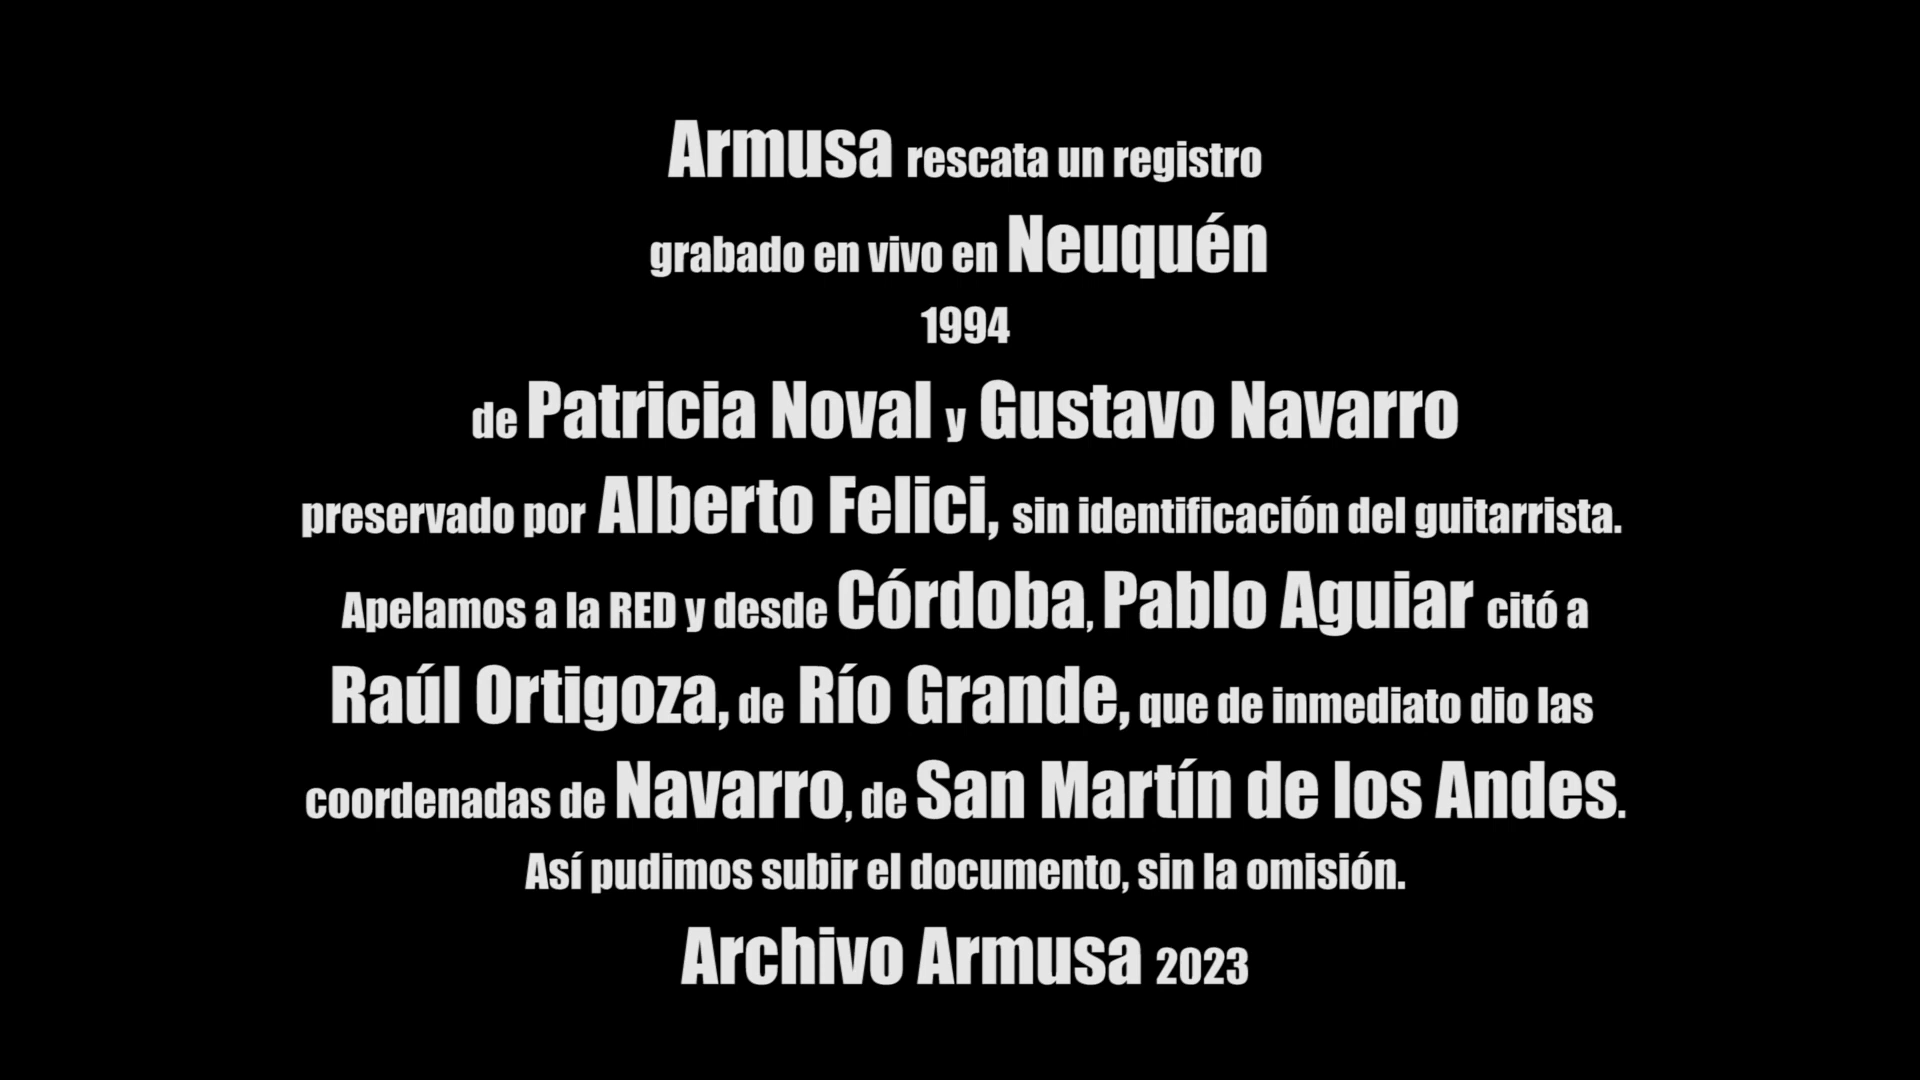 Armusa rescata un registro
grabado en vivo en Neuquén
1994
de Patricia Noval y Gustavo Navarro
preservado por Alberto Felici, sin identificación del guitarrista.
Apelamos a la RED y desde Córdoba, Pablo Aguiar citó a
Raúl Ortigoza, de Río Grande, que de inmediato dio las
coordenadas de Navarro, de San Martín de los Andes.
Así pudimos subir el documento, sin la omisión.
Archivo Armusa 2023